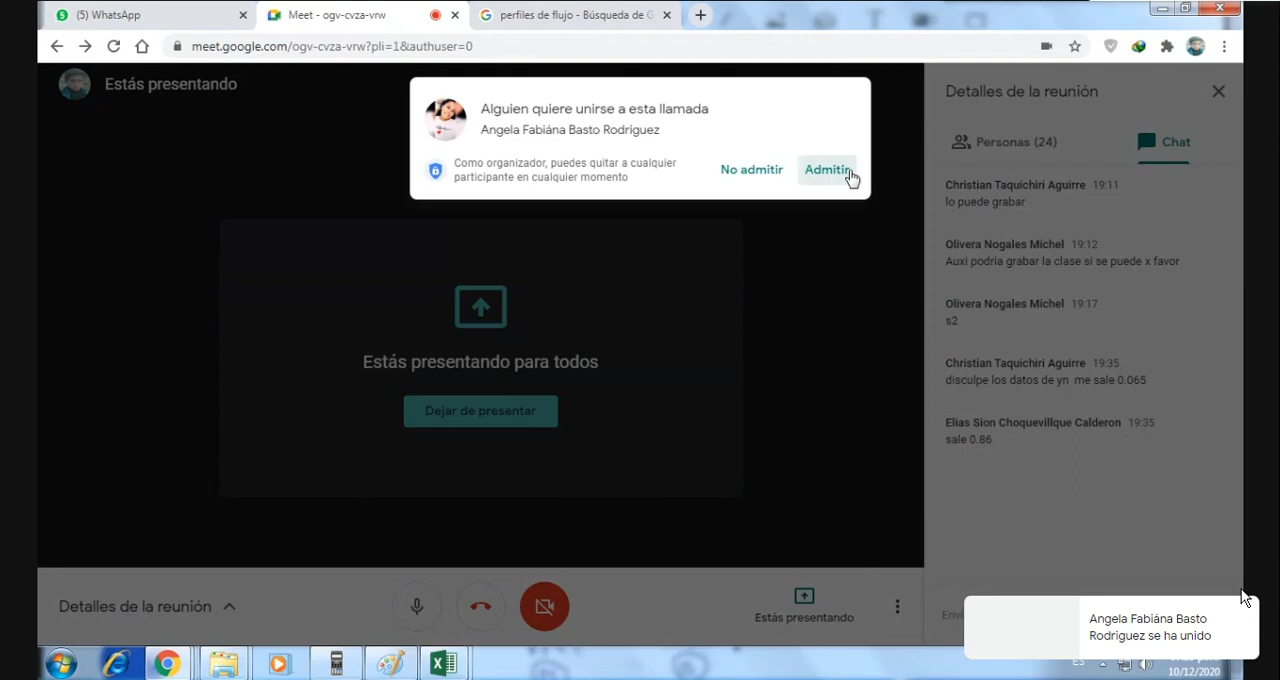 (5) WhatsApp
Meet - ogv-cvza-vrw
perfiles de flujo - Búsqueda de G
meet.google.com/ogv-cvza-vrw?pli=1&authuser=0
Estás presentando
Alguien quiere unirse a esta llamada
Angela Fabiána Basto Rodriguez
Como organizador, puedes quitar a cualquier
participante en cualquier momento
No admitir
Admitir
Estás presentando para todos
Dejar de presentar
Detalles de la reunión
Personas (24)
Chat
Christian Taquichiri Aguirre 19:11
lo puede grabar
Olivera Nogales Michel 19:12
Auxi podria grabar la clase si se puede x favor
Olivera Nogales Michel 19:17
s2
Christian Taquichiri Aguirre 19:35
disculpe los datos de yn me sale 0.065
Elias Sion Choquevillque Calderon 19:35
sale 0.86
Detalles de la reunión
Estás presentando
Angela Fabiána Basto
Rodriguez se ha unido
ES
10/12/2020